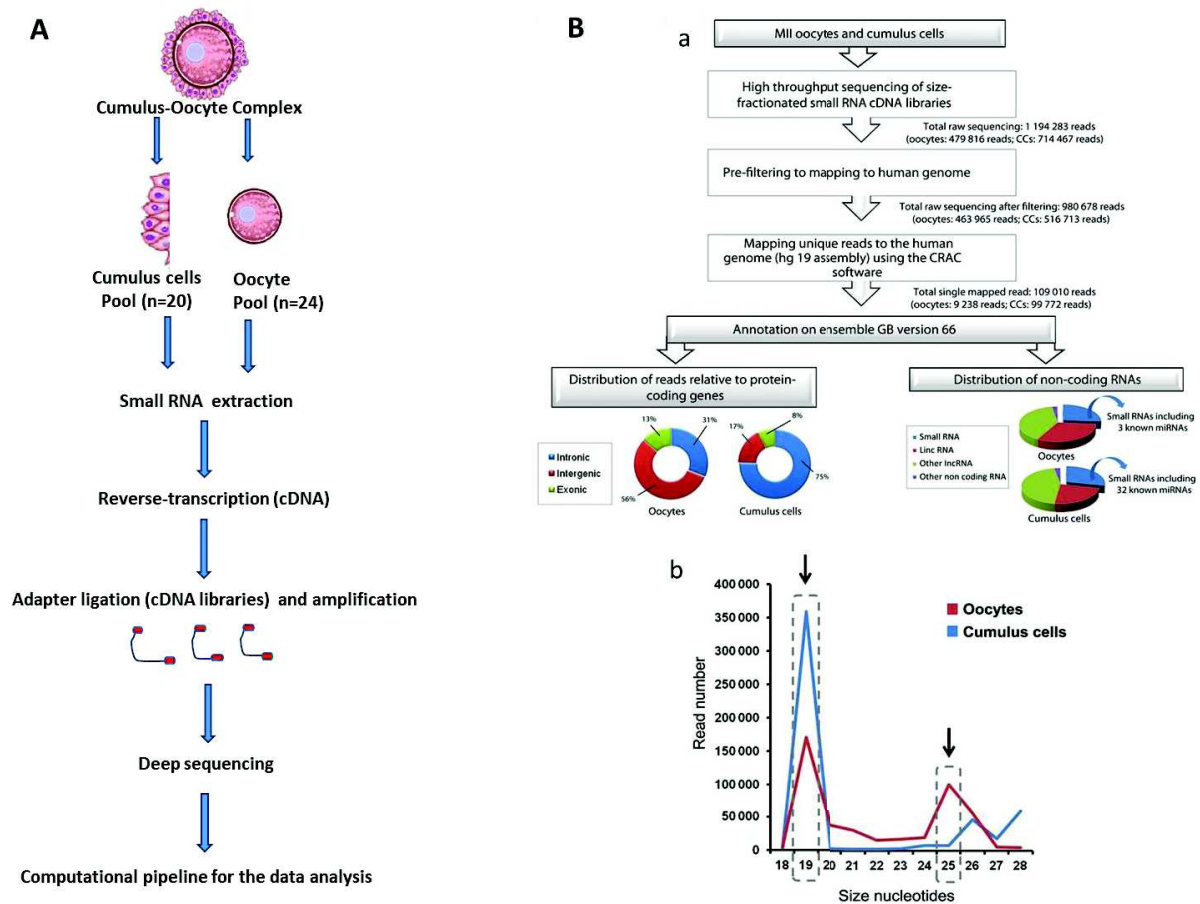 A
Cumulus-Oocyte Complex
Cumulus cells
Pool (n=20)
Oocyte
Pool (n=24)
Small RNA extraction
Reverse-transcription (cDNA)
Adapter ligation (cDNA libraries) and amplification
Deep sequencing
Computational pipeline for the data analysis
B
a
MII oocytes and cumulus cells
High throughput sequencing of size-
fractionated small RNA cDNA libraries
Total raw sequencing: 1 194 283 reads
(oocytes: 479 816 reads; CCs: 714 467 reads)
Pre-filtering to mapping to human genome
Total raw sequencing after filtering: 980 678 reads
(oocytes: 463 965 reads; CCs: 516 713 reads)
Mapping unique reads to the human
genome (hg 19 assembly) using the CRAC
software
Total single mapped read: 109 010 reads
(oocytes: 9 238 reads; CCs: 99 772 reads)
Annotation on ensemble GB version 66
Distribution of reads relative to protein-
coding genes
Intronic
Intergenic
Exonic
13%
31%
56%
Oocytes
17%
8%
75%
Cumulus cells
Distribution of non-coding RNAs
Small RNA
Linc RNA
Other lncRNA
Other non coding RNA
Small RNAs including
3 known miRNAs
Oocytes
Small RNAs including
32 known miRNAs
Cumulus cells
b
Read number
400 000
350 000
300 000
250 000
200 000
150 000
100 000
50 000
0
Oocytes
Cumulus cells
18 19 20 21 22 23 24 25 26 27 28
Size nucleotides